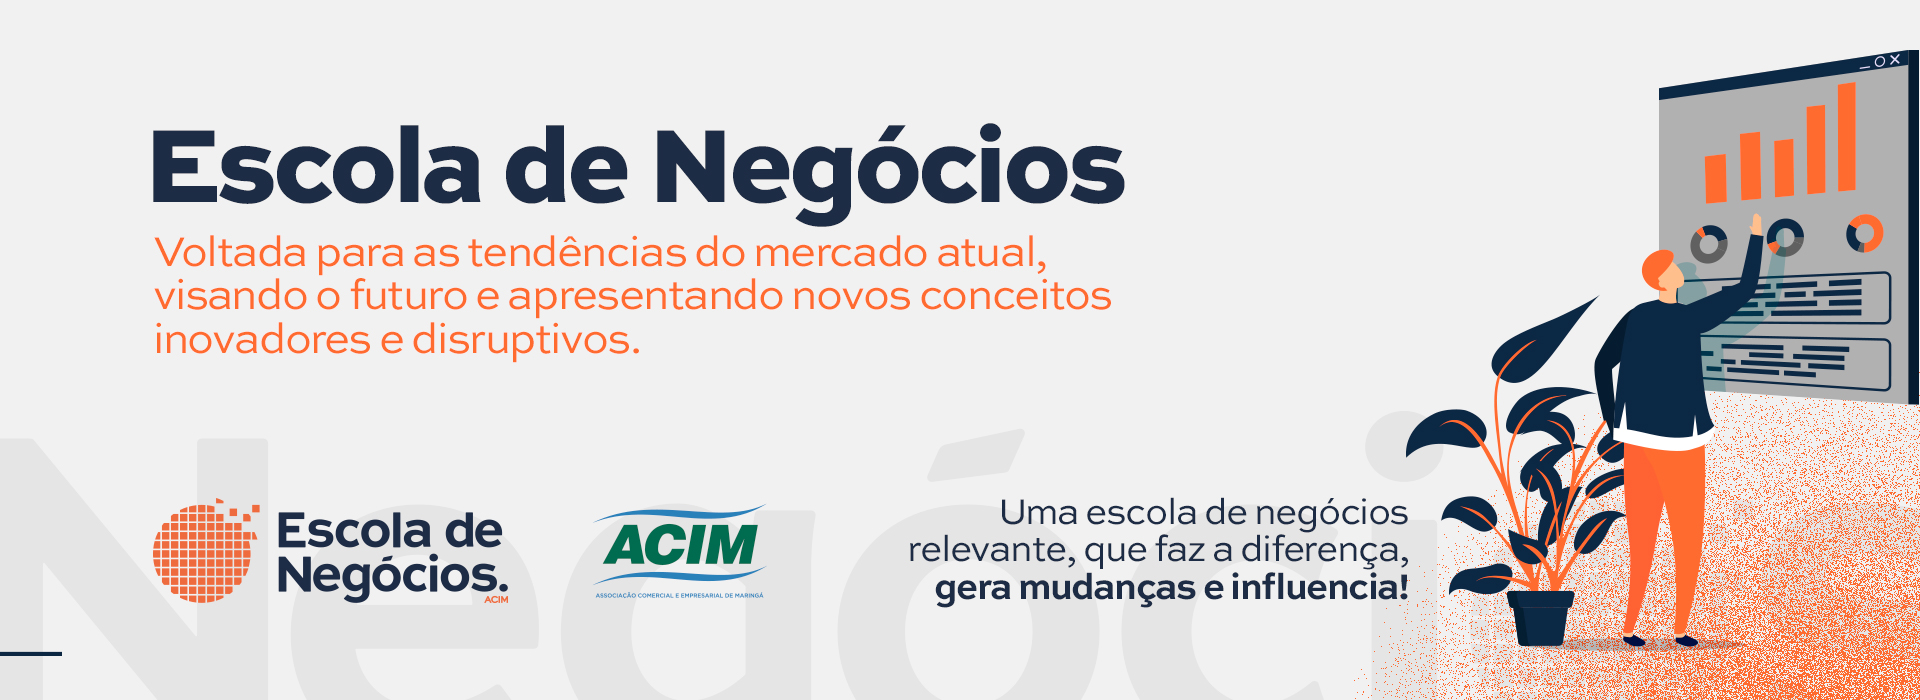 Escola de Negócios
Voltada para as tendências do mercado atual,
visando o futuro e apresentando novos conceitos
inovadores e disruptivos.
Negóci
Escola de
Negócios.
ACIM
ACIM
ASSOCIAÇÃO COMERCIAL E EMPRESARIAL DE MARINGÁ
Uma escola de negócios
relevante, que faz a diferença,
gera mudanças e influencia!